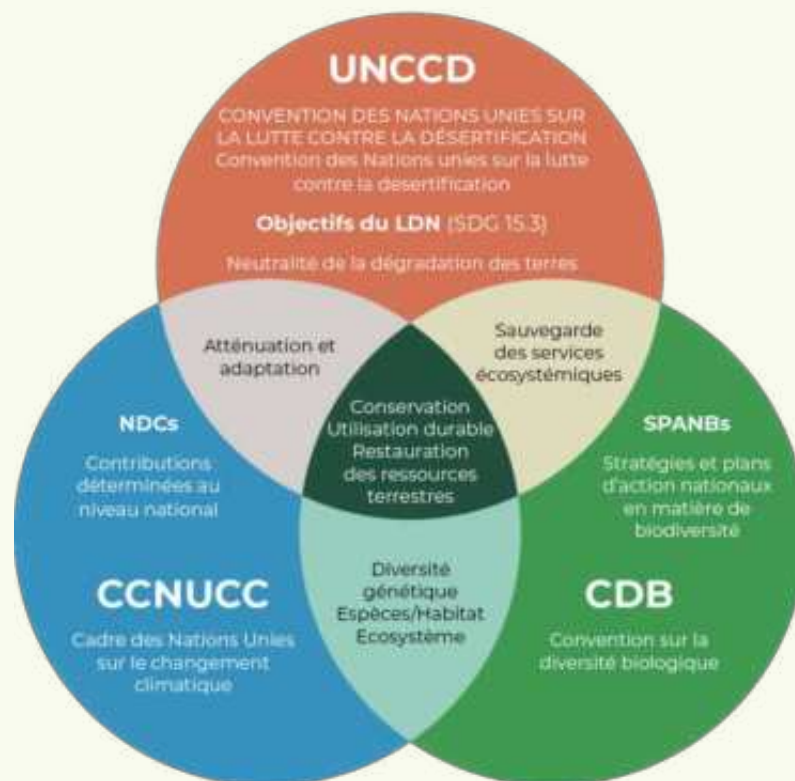 UNCCD
CONVENTION DES NATIONS UNIES SUR
LA LUTTE CONTRE LA DÉSERTIFICATION
Convention des Nations unies sur la lutte
contre la desertification
Objectifs du LDN (SDG 15.3)
Neutralité de la dégradation des terres
Atténuation et
adaptation
Sauvegarde
des services
écosystémiques
Conservation
Utilisation durable
Restauration
des ressources
terrestres
NDCs
Contributions
déterminées au
niveau national
CCNUCC
Cadre des Nations Unies
sur le changement
climatique
SPANBs
Stratégies et plans
d'action nationaux
en matière de
biodiversité
CDB
Convention sur la
diversité biologique
Diversité
génétique
Espèces/Habitat
Ecosystème